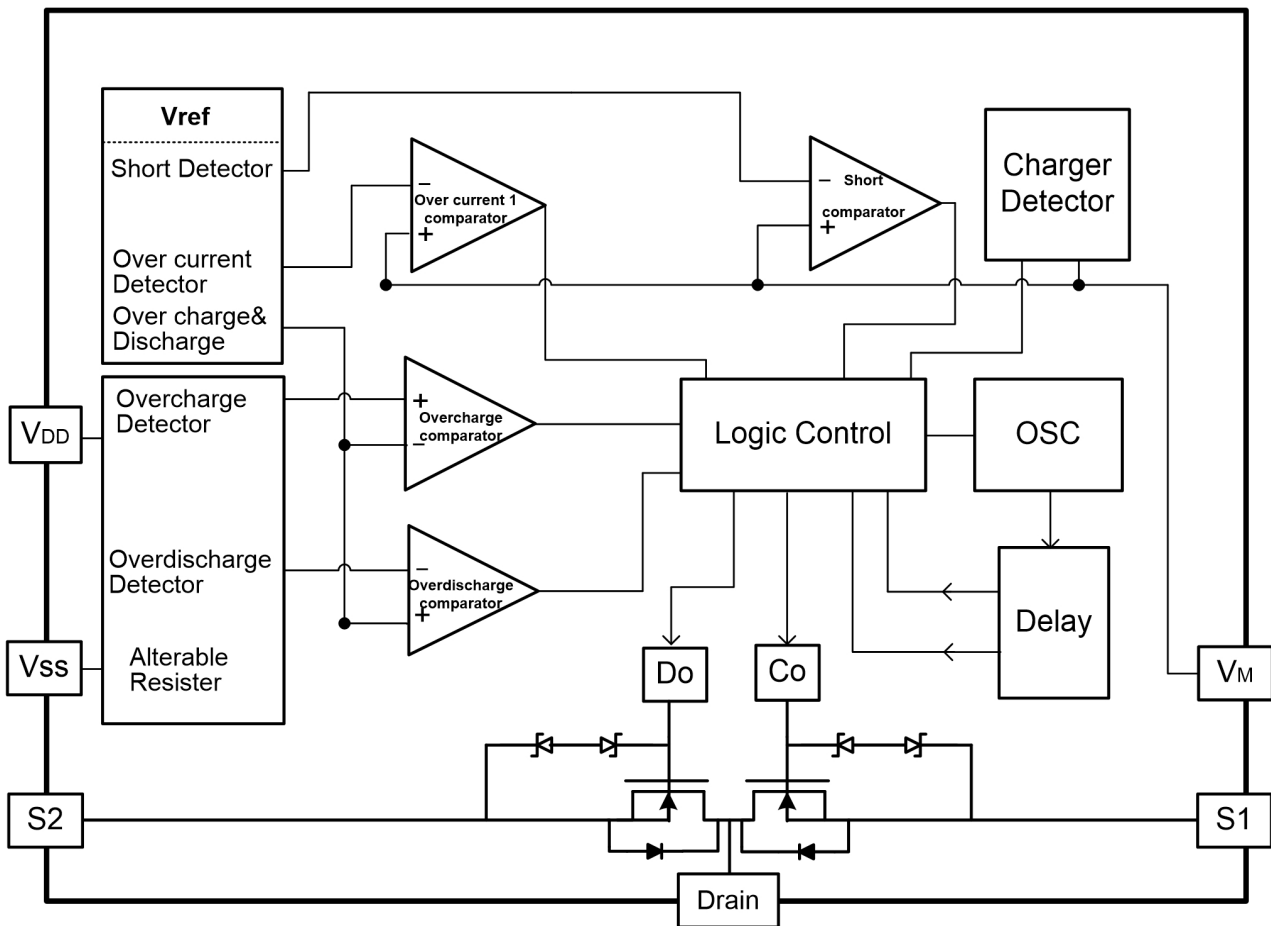 Vref
Short Detector
Over current
Detector
Over charge&
Discharge
− Over current 1
comparator
+
− Short
comparator
+
Charger
Detector
VDD
Overcharge
Detector
+
Overcharge
comparator
−
Logic Control
OSC
Overdischarge
Detector
−
Overdischarge
comparator
+
Delay
Vss
Alterable
Resister
Do
Co
VM
S2
S1
Drain